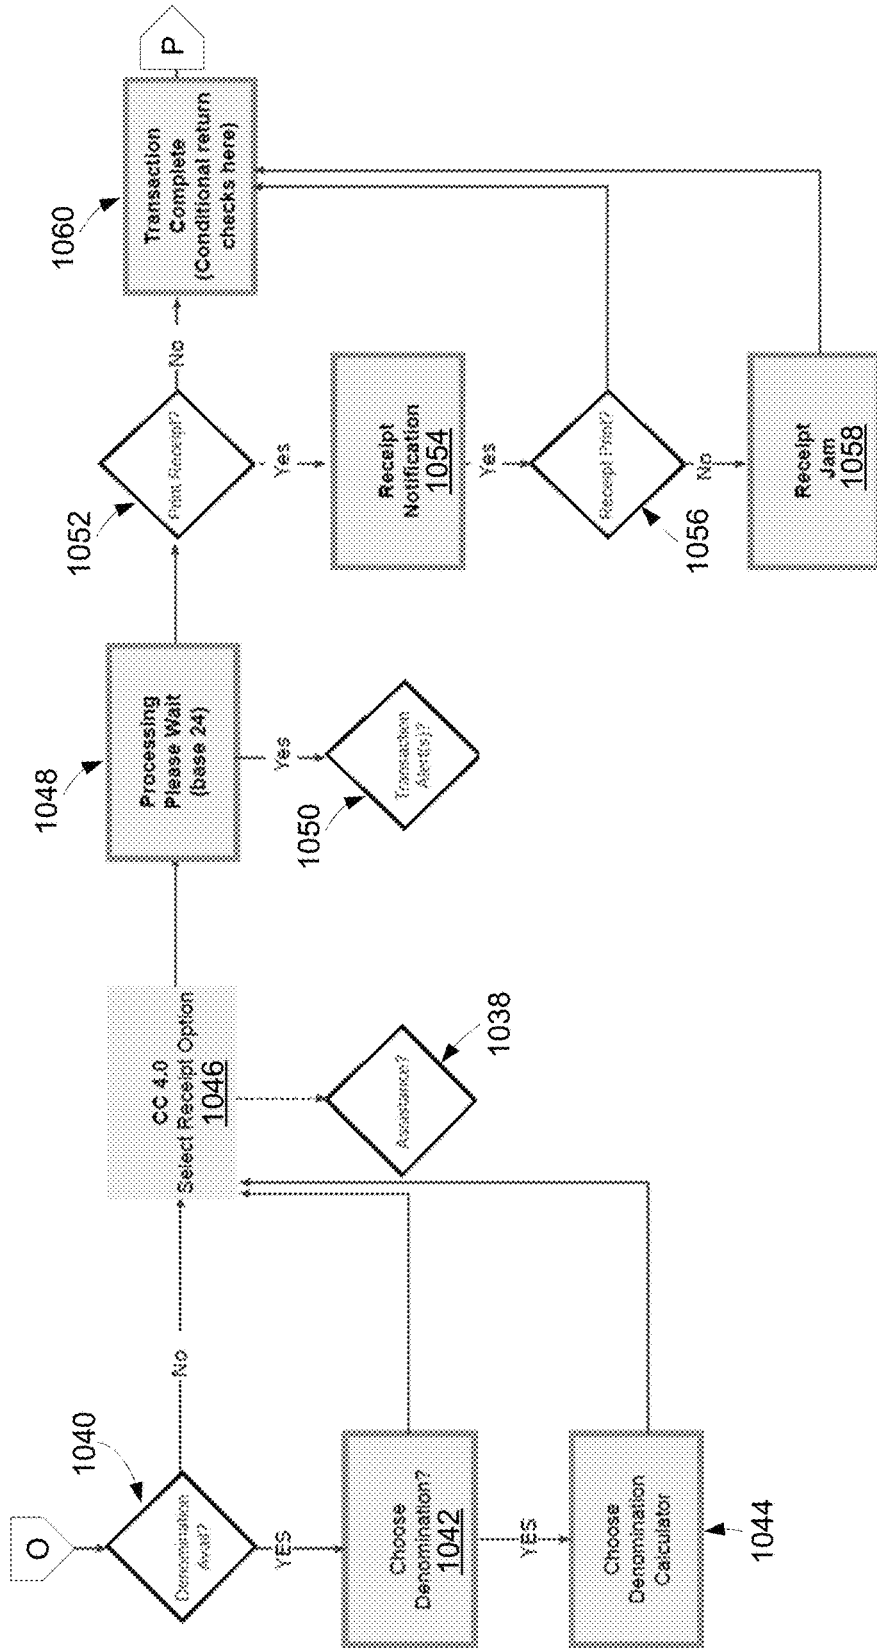 O
1040
Denomination
Avail?
No
YES
Choose
Denomination?
1042
YES
Choose
Denomination
Calculator
1044
CC 4.0
Select Receipt Option
1046
Assistance?
1038
1048
Processing
Please Wait
(base 24)
Yes
1050
Transaction
Alert(s)?
1052
Print Receipt?
No
Yes
Receipt
Notification
1054
Yes
Receipt Print?
1056
No
Receipt
Jam
1058
1060
Transaction
Complete
(Conditional return
checks here)
P